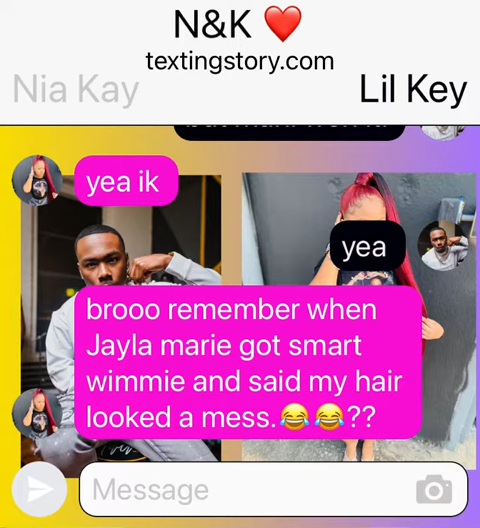 N&K ❤️
textingstory.com
Nia Kay
Lil Key
yea ik
yea
brooo remember when
Jayla marie got smart
wimmie and said my hair
looked a mess.😂😂??
Message